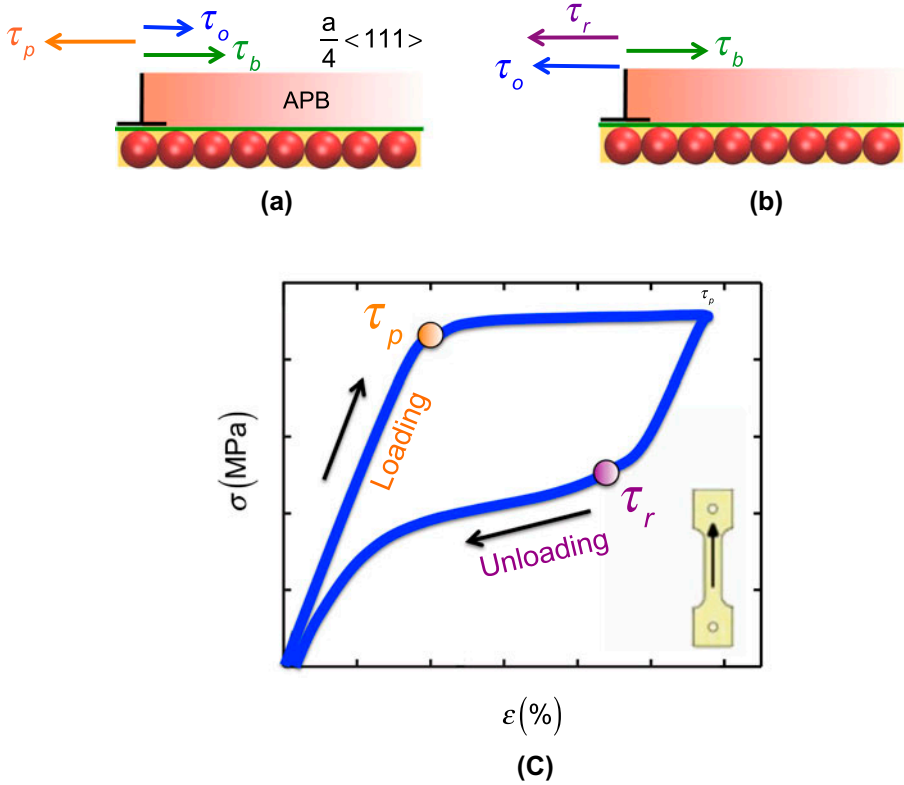 τp τo τb a/4 <111>
APB
(a)
τr τo τb
(b)
τp
τp
Loading
σ(MPa)
τr
Unloading
ε(%)
(C)